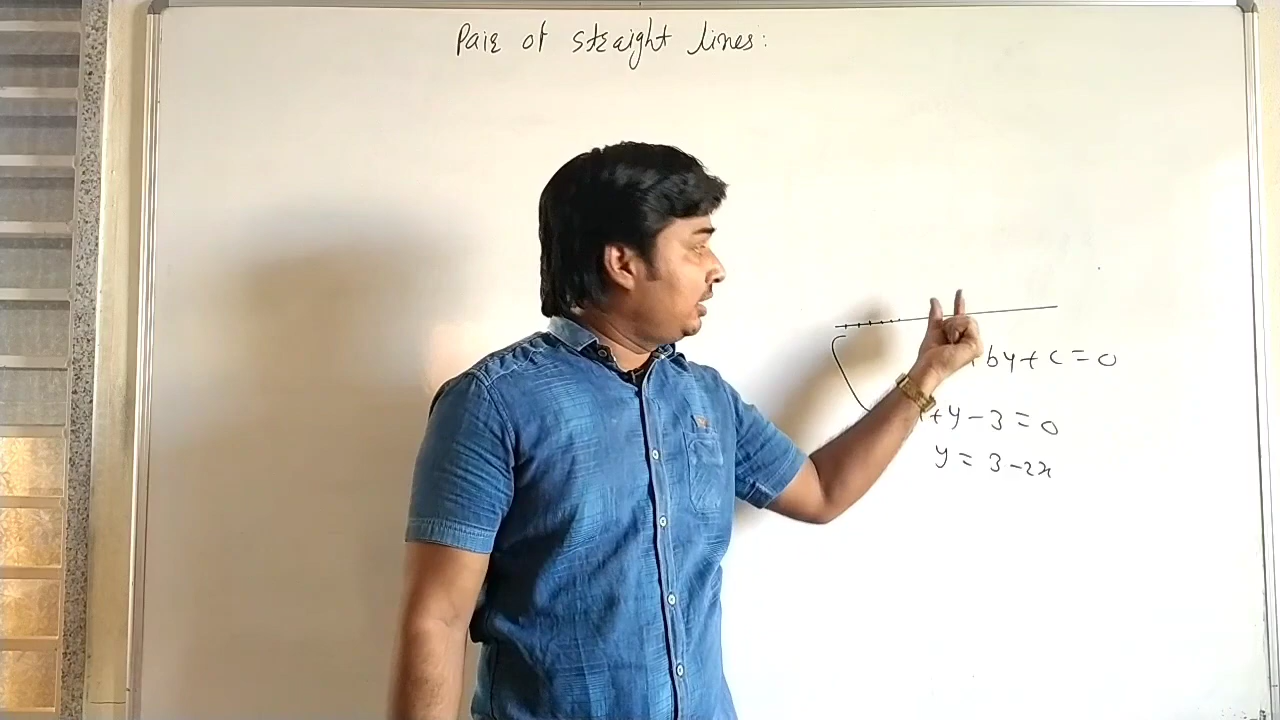 Pair of straight lines:
by + c = 0
+ y - 3 = 0
y = 3 - 2x